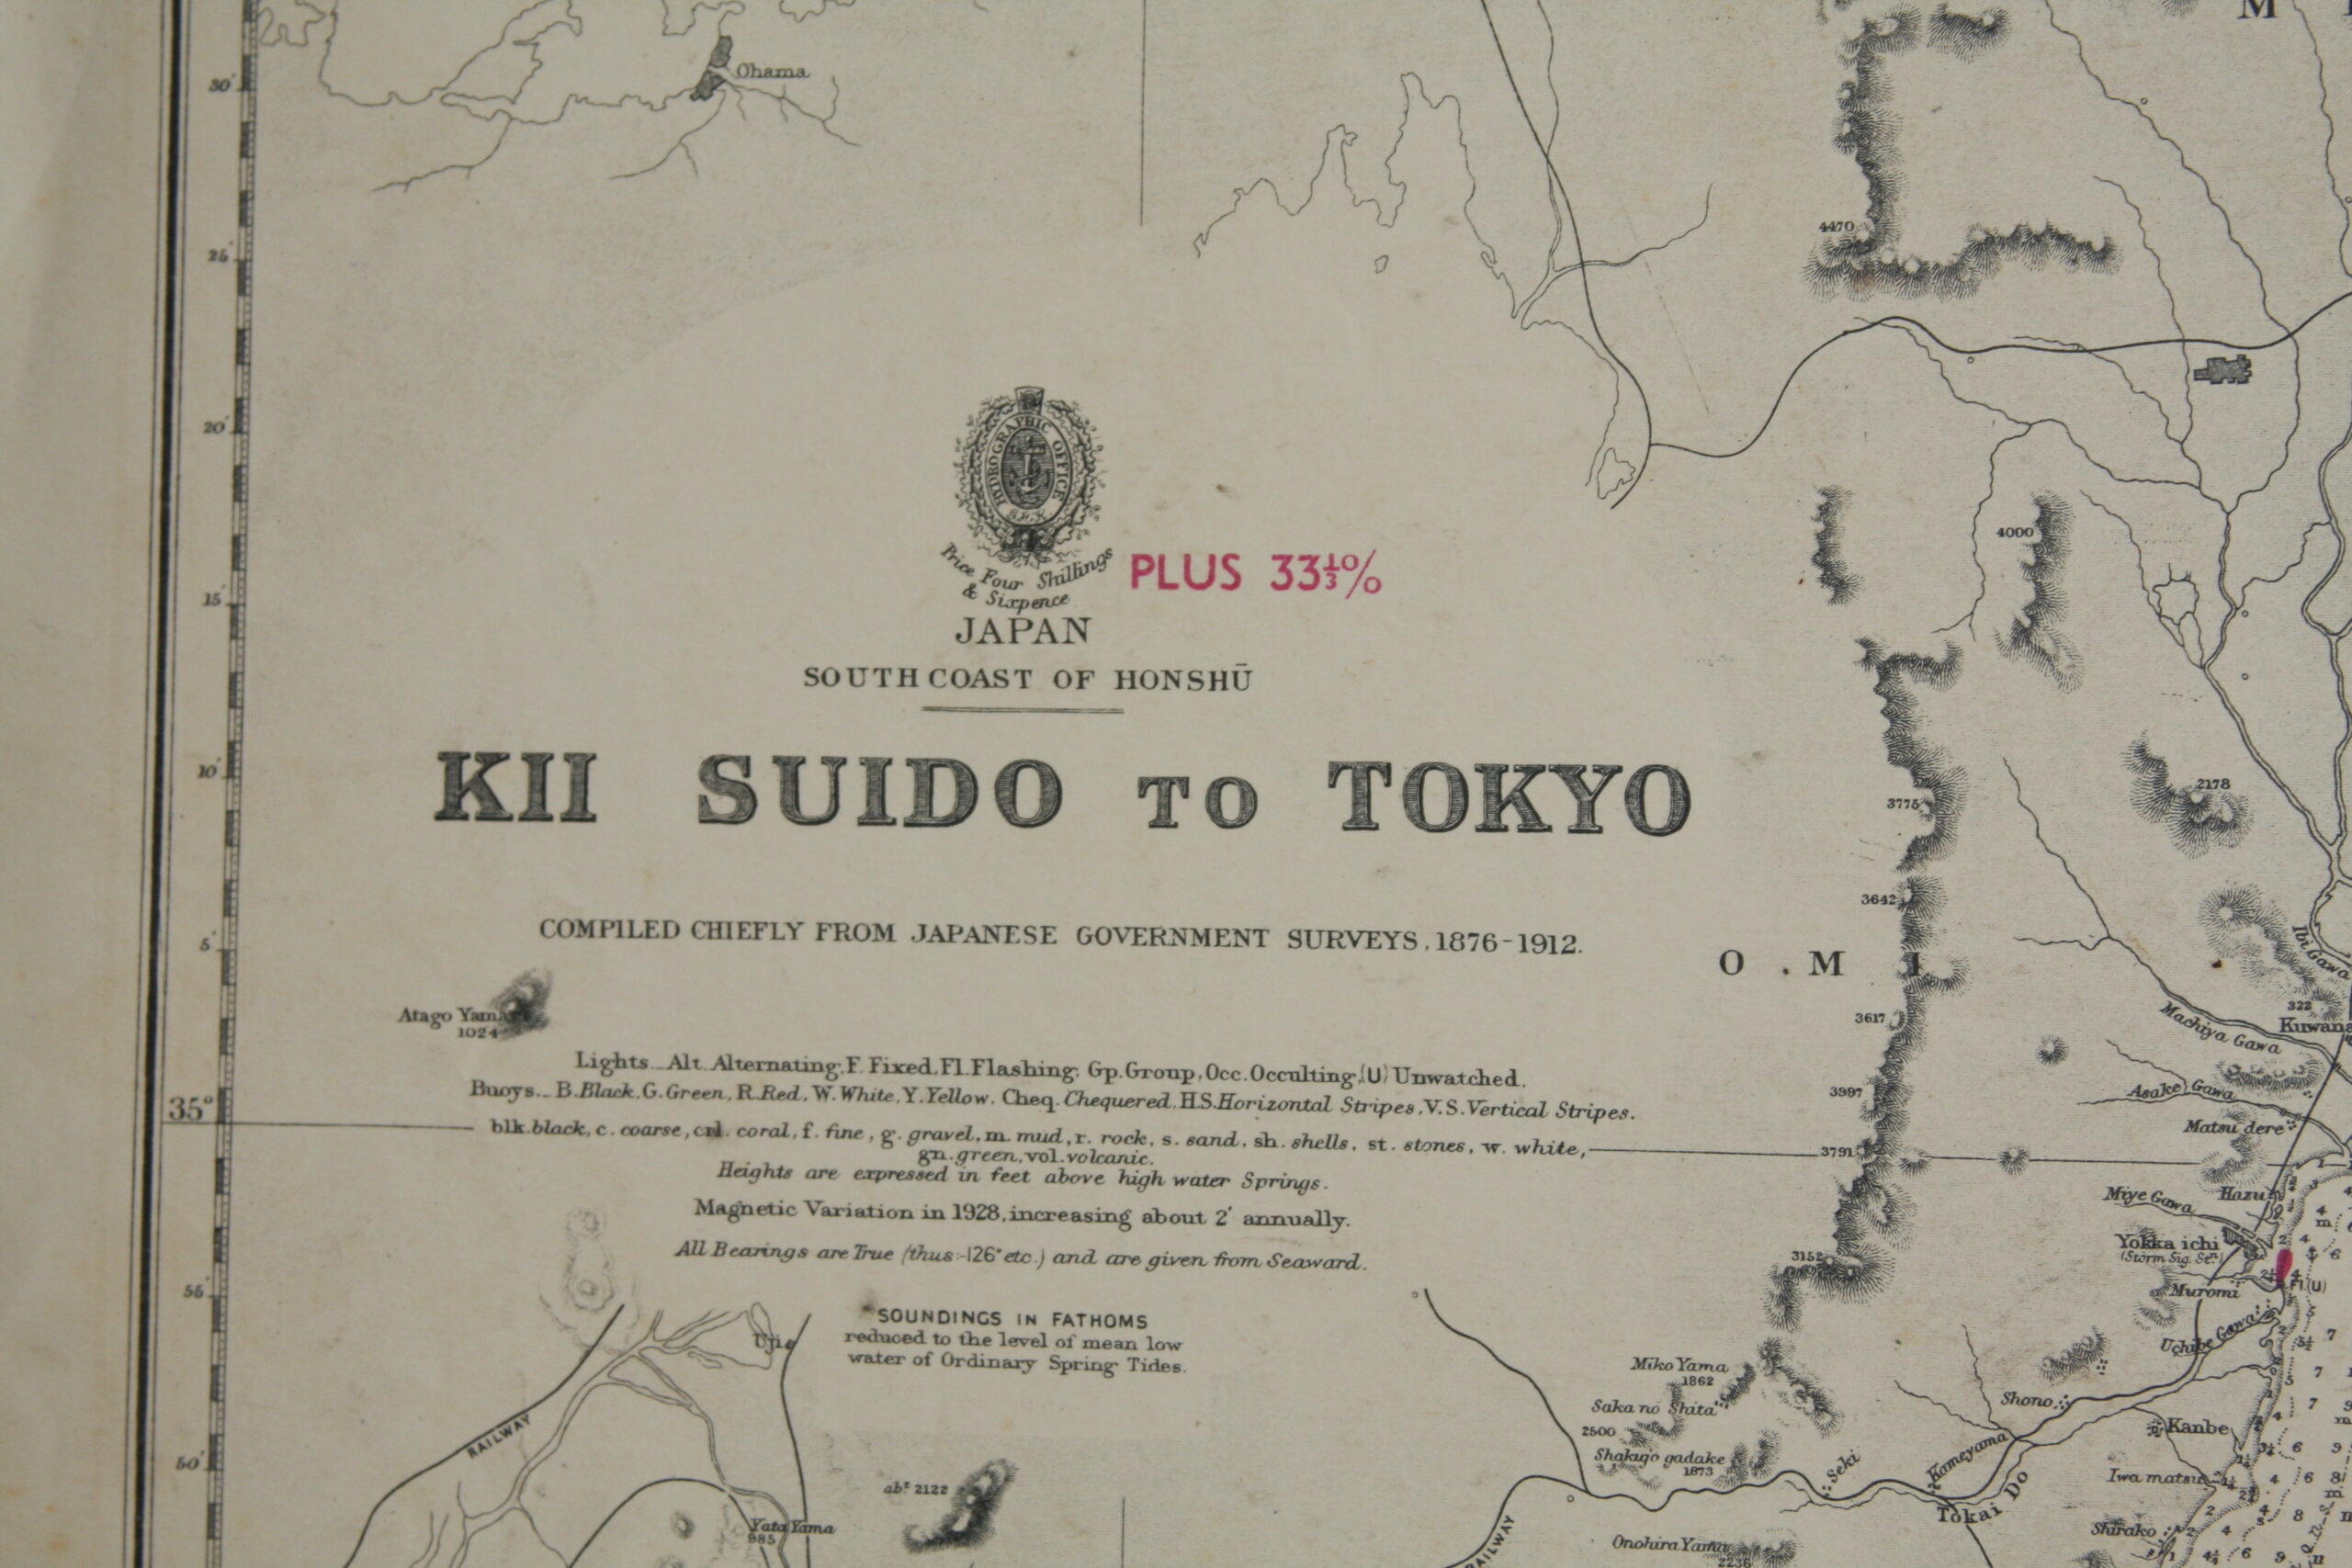 M
30'
Ohama
25'
4470
20'
HYDROGRAPHIC OFFICE
Price Four Shillings
& Sixpence
PLUS 33⅓%
4000
15'
JAPAN
SOUTH COAST OF HONSHŪ
10'
KII SUIDO TO TOKYO
3775
2178
3642
5'
COMPILED CHIEFLY FROM JAPANESE GOVERNMENT SURVEYS, 1876-1912.
O . M I
Ibi Gawa
322
Kuwana
Atago Yama
1024
3617
Machiya Gawa
Lights_Alt. Alternating, F. Fixed, Fl. Flashing, Gp. Group, Occ. Occulting, (U) Unwatched.
Buoys._B. Black, G. Green, R. Red, W. White, Y. Yellow, Cheq. Chequered, H.S. Horizontal Stripes, V.S. Vertical Stripes.
3997
Asake Gawa
35°
blk. black, c. coarse, crl. coral, f. fine, g. gravel, m. mud, r. rock, s. sand, sh. shells, st. stones, w. white,
gn. green, vol. volcanic.
Matsu dere
3791
Heights are expressed in feet above high water Springs.
Magnetic Variation in 1928, increasing about 2' annually.
Miye Gawa
Hazu
All Bearings are True (thus:-126° etc.) and are given from Seaward.
Yokka ichi
(Storm Sig. Stn.)
3152
55'
Fl.(U)
Muromi
SOUNDINGS IN FATHOMS
reduced to the level of mean low
water of Ordinary Spring Tides.
Uji
Uchibe Gawa
Miko Yama
1862
Saka no Shita
Shono
RAILWAY
2500
Kanbe
Shakujo gadake
1873
Seki
Kameyama
50'
abt. 2122
Iwa matsu
Tokai Do
Yata Yama
985
Shirako
RAILWAY
Onohira Yama
2236